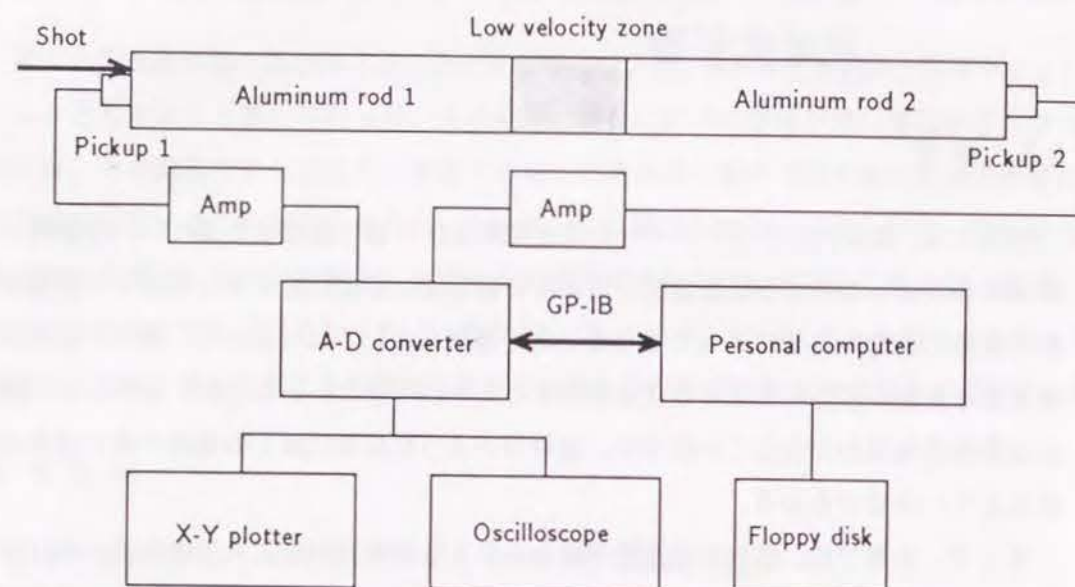 Low velocity zone
Shot
Aluminum rod 1
Aluminum rod 2
Pickup 1
Pickup 2
Amp
Amp
GP-IB
A-D converter
Personal computer
X-Y plotter
Oscilloscope
Floppy disk